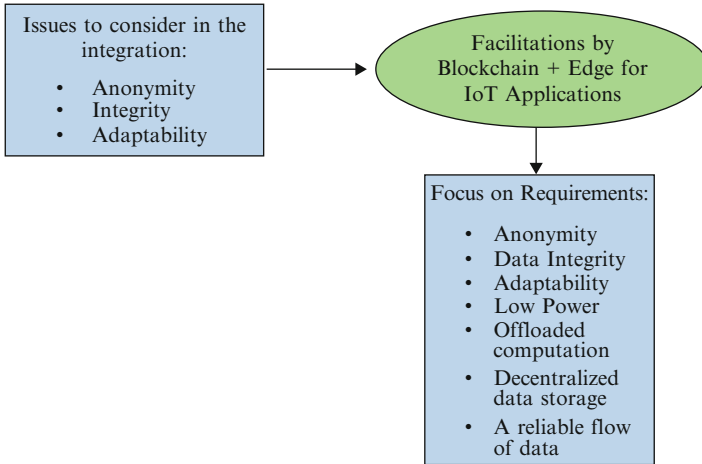 Issues to consider in the
integration:
• Anonymity
• Integrity
• Adaptability
Facilitations by
Blockchain + Edge for
IoT Applications
Focus on Requirements:
• Anonymity
• Data Integrity
• Adaptability
• Low Power
• Offloaded
computation
• Decentralized
data storage
• A reliable flow
of data